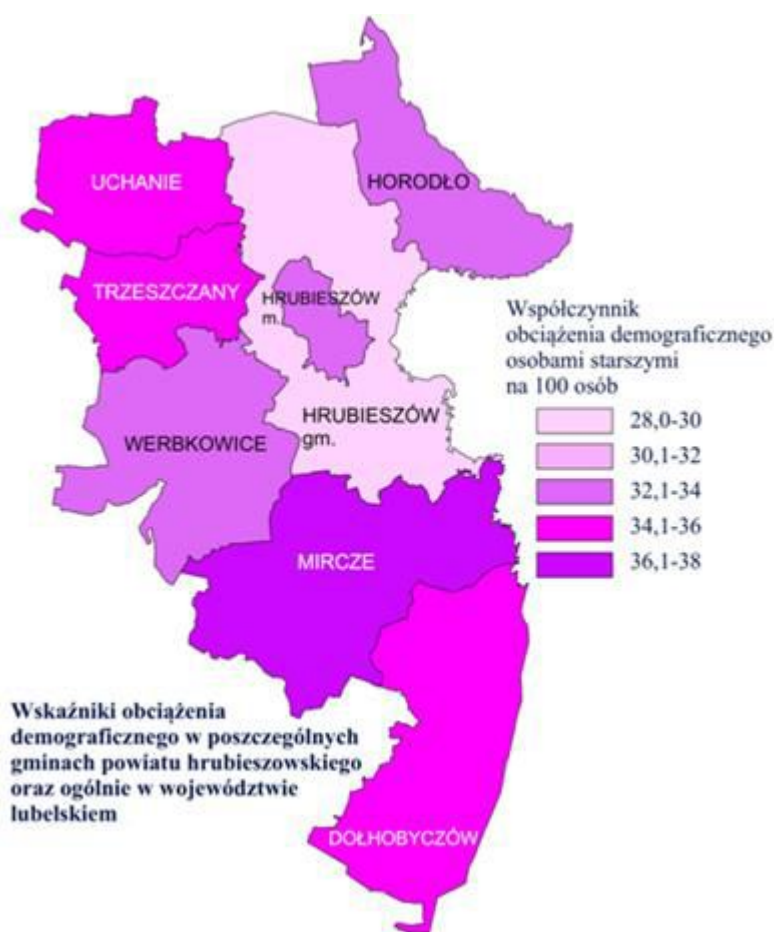 UCHANIE
HORODŁO
TRZESZCZANY
HRUBIESZÓW
m.
Współczynnik
obciążenia demograficznego
osobami starszymi
na 100 osób
28,0-30
30,1-32
32,1-34
34,1-36
36,1-38
HRUBIESZÓW
gm.
WERBKOWICE
MIRCZE
Wskaźniki obciążenia
demograficznego w poszczególnych
gminach powiatu hrubieszowskiego
oraz ogólnie w województwie
lubelskiem
DOŁHOBYCZÓW